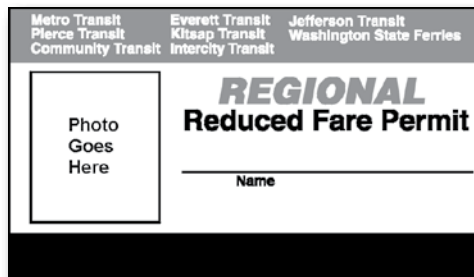 Metro Transit Everett Transit Jefferson Transit
Pierce Transit Kitsap Transit Washington State Ferries
Community Transit Intercity Transit
REGIONAL
Reduced Fare Permit
Photo
Goes
Here
Name